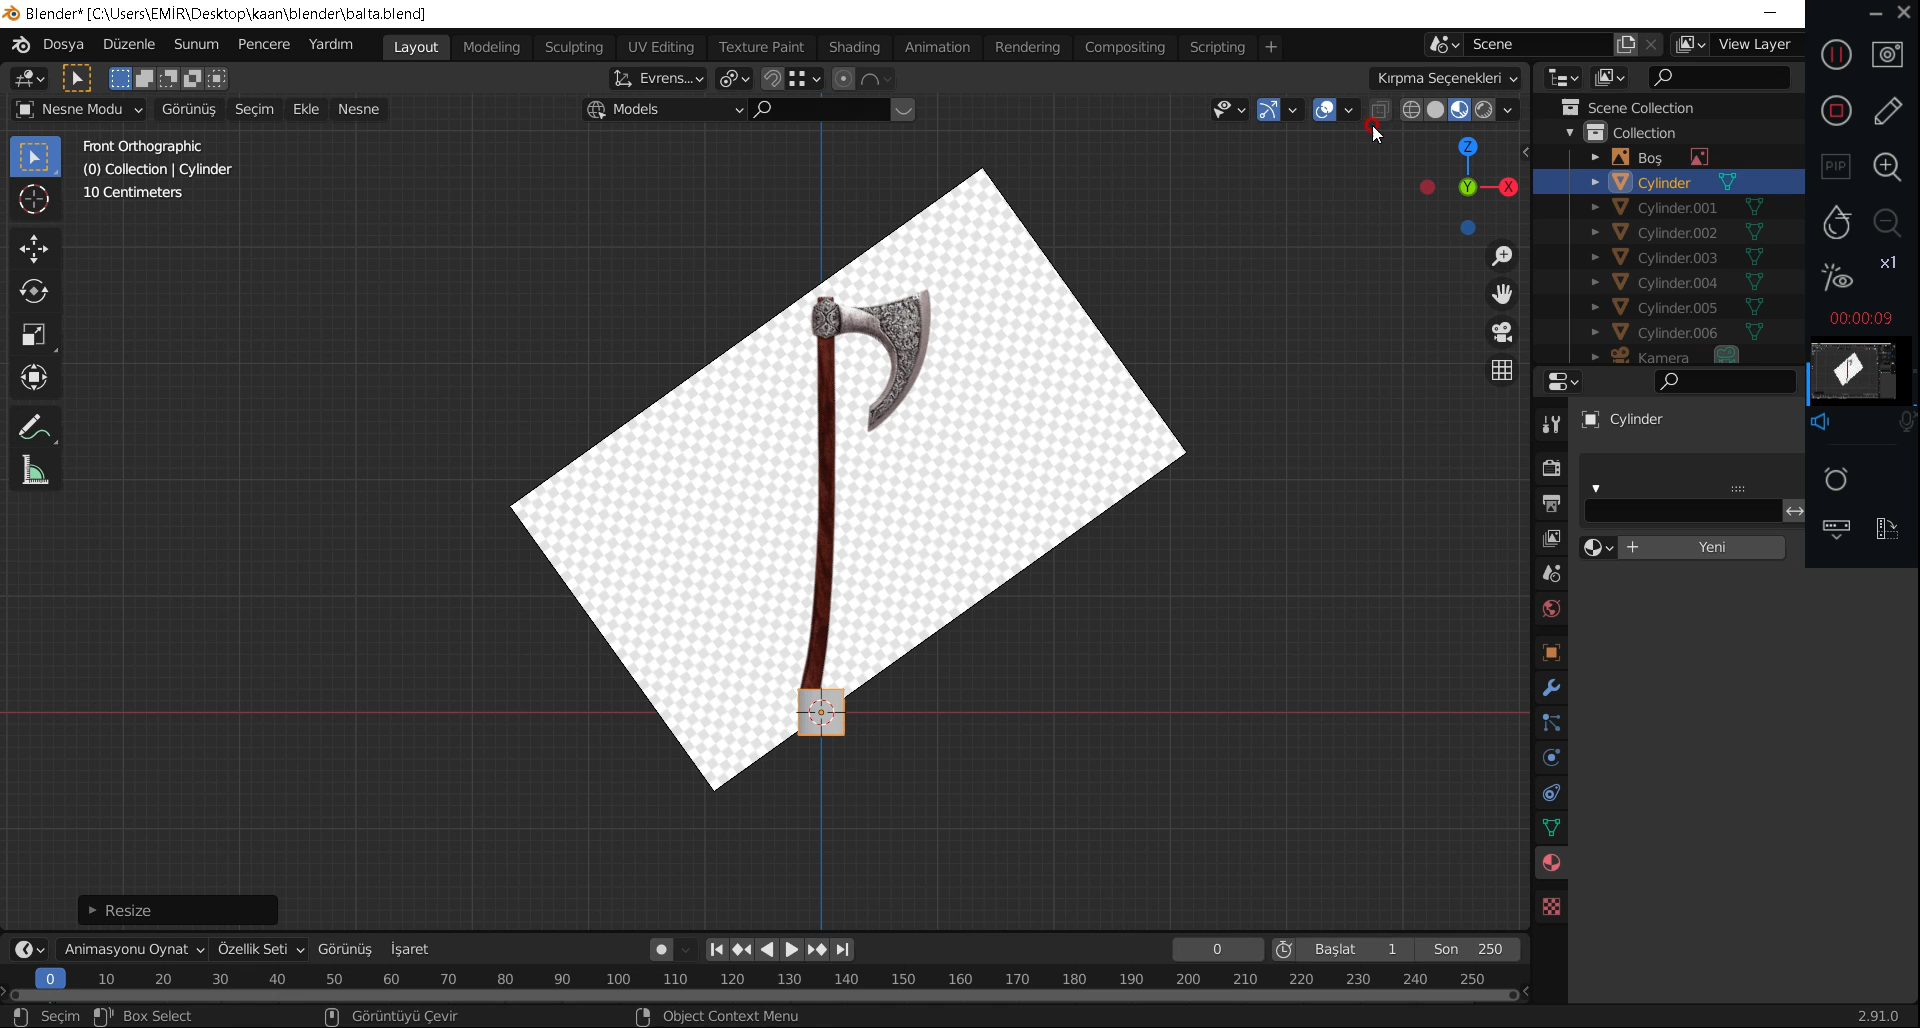 Blender* [C:\Users\EMİR\Desktop\kaan\blender\balta.blend]
Dosya Düzenle Sunum Pencere Yardım Layout Modeling Sculpting UV Editing Texture Paint Shading Animation Rendering Compositing Scripting + Scene View Layer
Evrens... Kırpma Seçenekleri
Nesne Modu Görünüş Seçim Ekle Nesne Models
Front Orthographic
(0) Collection | Cylinder
10 Centimeters
Z
Y
X
Scene Collection
Collection
Boş
Cylinder
Cylinder.001
Cylinder.002
Cylinder.003
Cylinder.004
Cylinder.005
Cylinder.006
Kamera
PIP
x1
00:00:09
Cylinder
+ Yeni
Resize
Animasyonu Oynat Özellik Seti Görünüş İşaret 0 Başlat 1 Son 250
0 10 20 30 40 50 60 70 80 90 100 110 120 130 140 150 160 170 180 190 200 210 220 230 240 250
Seçim Box Select Görüntüyü Çevir Object Context Menu 2.91.0